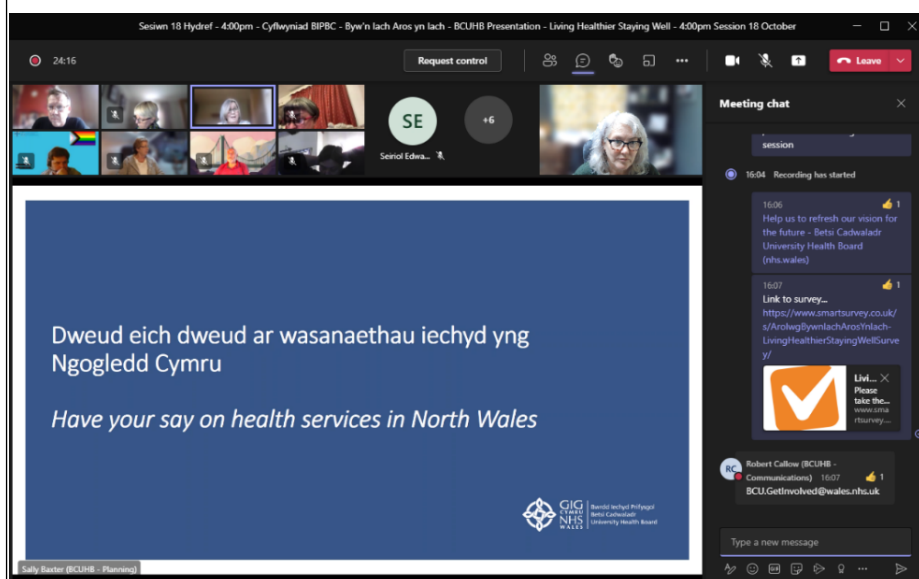 Sesiwn 18 Hydref - 4:00pm - Cyflwyniad BIPBC - Byw'n Iach Aros yn Iach - BCUHB Presentation - Living Healthier Staying Well - 4:00pm Session 18 October
24:16
Request control
Leave
SE
+6
Seiriol Edwa...
Meeting chat
session
16:04 Recording has started
16:06
1
Help us to refresh our vision for
the future - Betsi Cadwaladr
University Health Board
(nhs.wales)
16:07
1
Link to survey...
https://www.smartsurvey.co.uk/
s/ArolwgBywnIachArosYnIach-
LivingHealthierStayingWellSurve
y/
Livi...
Please
take the...
www.sma
rtsurvey....
RC
Robert Callow (BCUHB -
Communications) 16:07
1
BCU.GetInvolved@wales.nhs.uk
Type a new message
Dweud eich dweud ar wasanaethau iechyd yng
Ngogledd Cymru
Have your say on health services in North Wales
GIG
CYMRU
NHS
WALES
Bwrdd Iechyd Prifysgol
Betsi Cadwaladr
University Health Board
Sally Baxter (BCUHB - Planning)